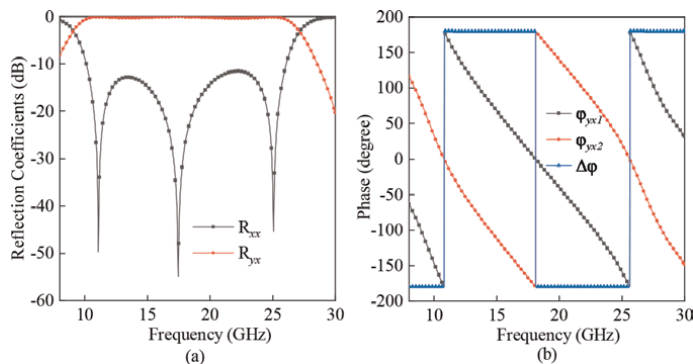 (a)
0
-10
-20
-30
-40
-50
-60
Reflection Coefficients (dB)
R_xx
R_yx
10 15 20 25 30
Frequency (GHz)
(a)
(b)
200
150
100
50
0
-50
-100
-150
-200
Phase (degree)
φ_yx1
φ_yx2
Δφ
10 15 20 25 30
Frequency (GHz)
(b)